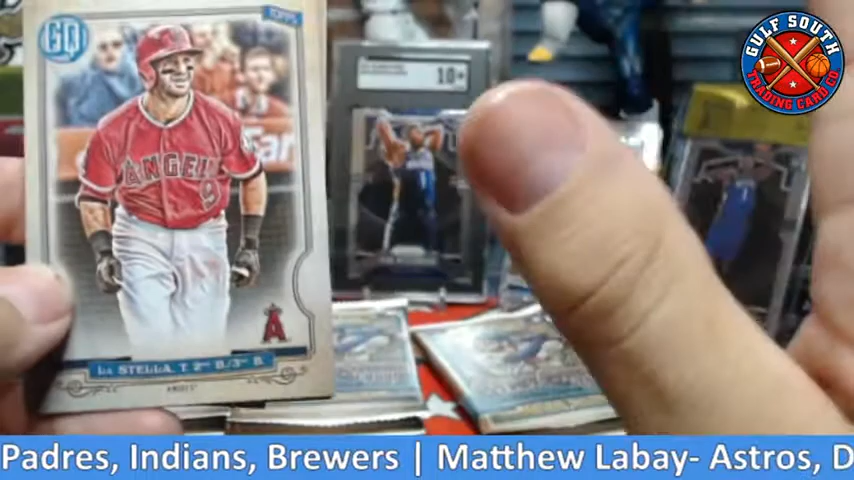 GQ
TOPPS
ANGELS
9
LA STELLA, T. 2ND B./3RD B.
ANGELS
A
10
GULF SOUTH
TRADING CARD CO
Padres, Indians, Brewers | Matthew Labay- Astros, D